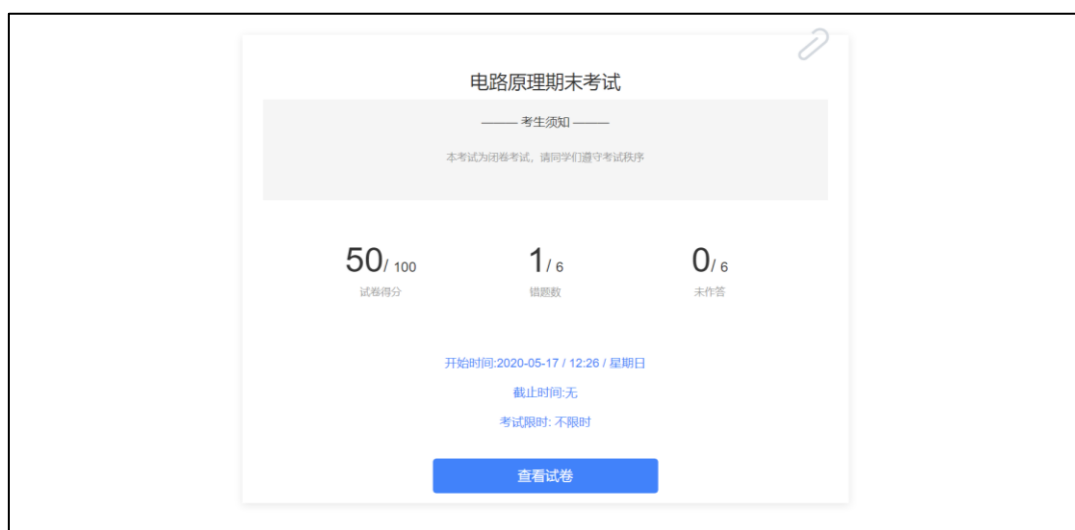 电路原理期末考试
考生须知
本考试为闭卷考试，请同学们遵守考试秩序
50/ 100
1/ 6
0/ 6
试卷得分
错题数
未作答
开始时间:2020-05-17 / 12:26 / 星期日
截止时间:无
考试限时: 不限时
查看试卷